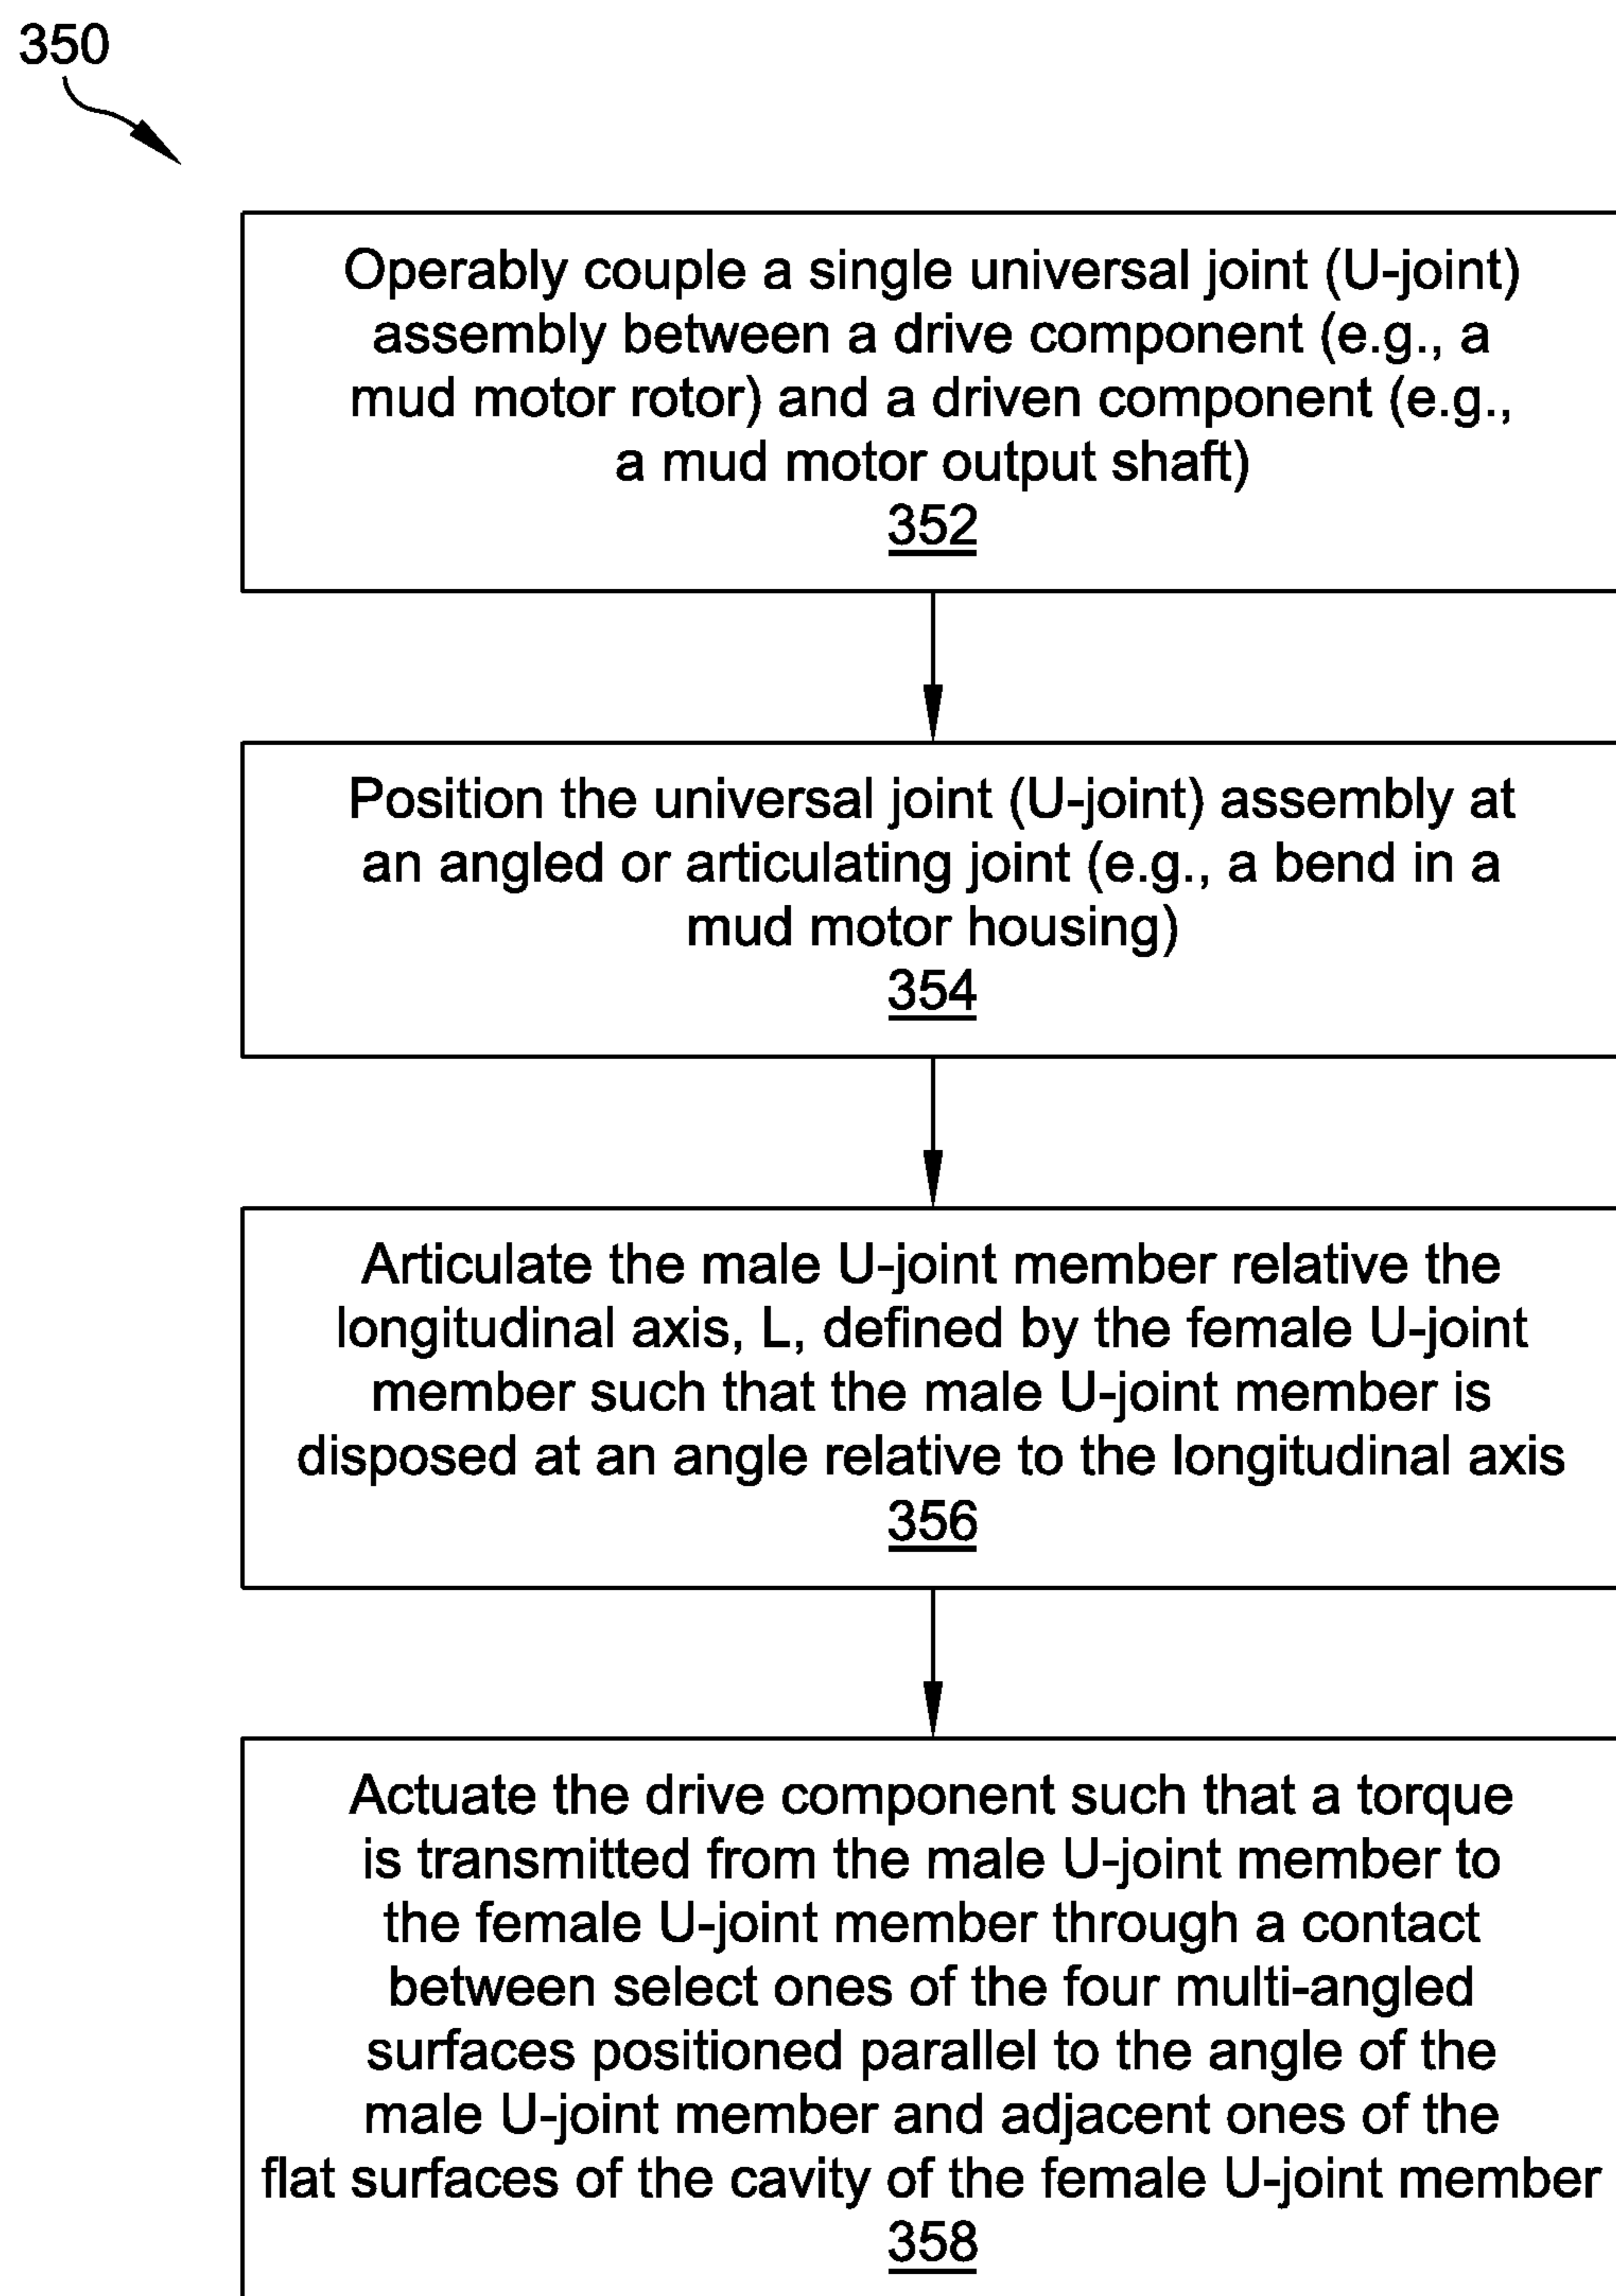 350
Operably couple a single universal joint (U-joint)
assembly between a drive component (e.g., a
mud motor rotor) and a driven component (e.g.,
a mud motor output shaft)
352
Position the universal joint (U-joint) assembly at
an angled or articulating joint (e.g., a bend in a
mud motor housing)
354
Articulate the male U-joint member relative the
longitudinal axis, L, defined by the female U-joint
member such that the male U-joint member is
disposed at an angle relative to the longitudinal axis
356
Actuate the drive component such that a torque
is transmitted from the male U-joint member to
the female U-joint member through a contact
between select ones of the four multi-angled
surfaces positioned parallel to the angle of the
male U-joint member and adjacent ones of the
flat surfaces of the cavity of the female U-joint member
358